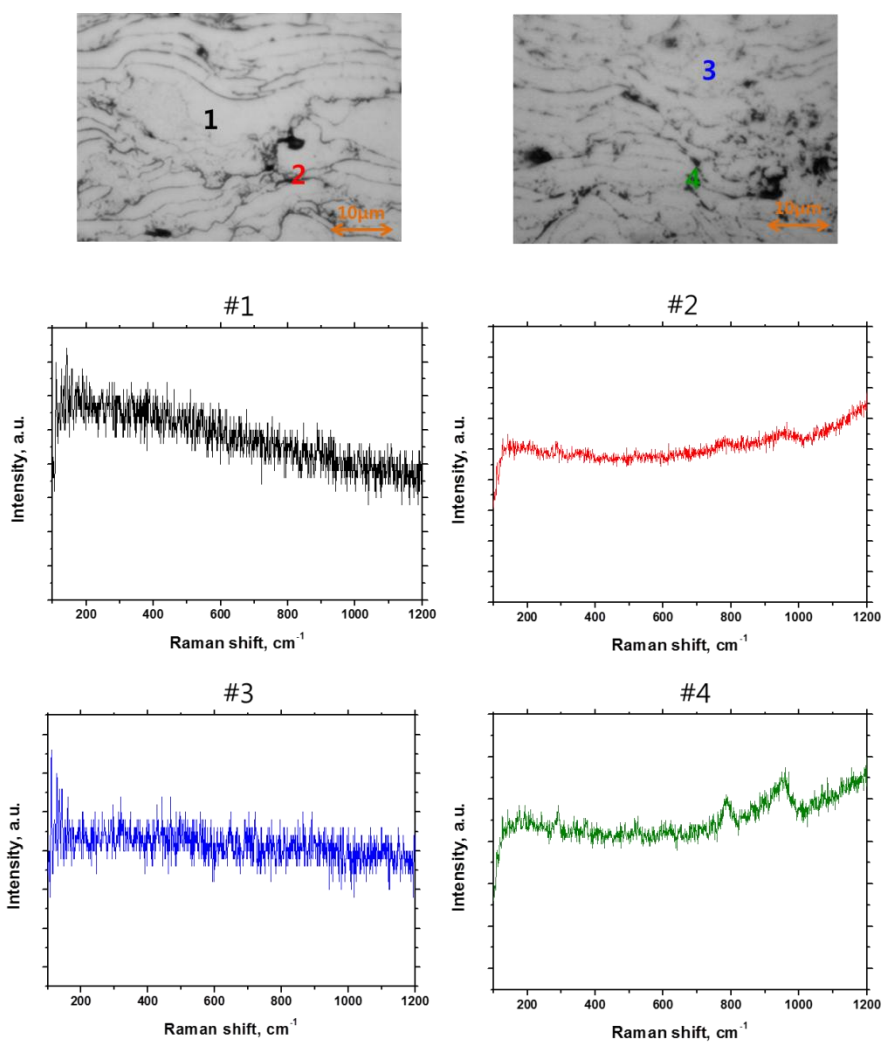 1
2
10μm
3
4
10μm
#1
Intensity, a.u.
200 400 600 800 1000 1200
Raman shift, cm-1
#2
Intensity, a.u.
200 400 600 800 1000 1200
Raman shift, cm-1
#3
Intensity, a.u.
200 400 600 800 1000 1200
Raman shift, cm-1
#4
Intensity, a.u.
200 400 600 800 1000 1200
Raman shift, cm-1